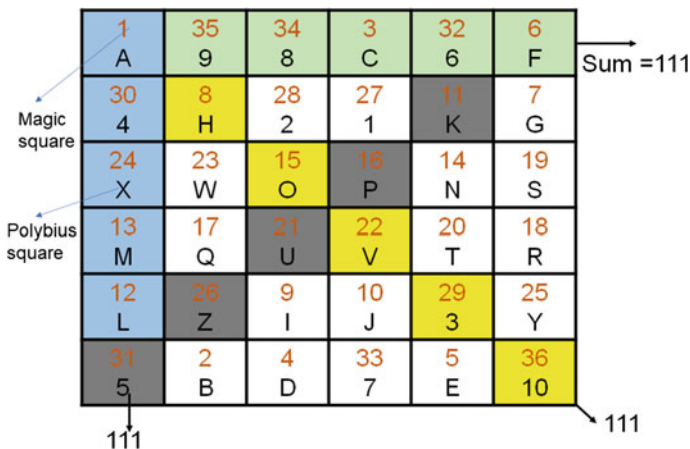 1 35 34 3 32 6
A 9 8 C 6 F
Sum =111
30 8 28 27 11 7
4 H 2 1 K G
Magic
square
24 23 15 16 14 19
X W O P N S
Polybius
square
13 17 21 22 20 18
M Q U V T R
12 26 9 10 29 25
L Z I J 3 Y
31 2 4 33 5 36
5 B D 7 E 10
111
111